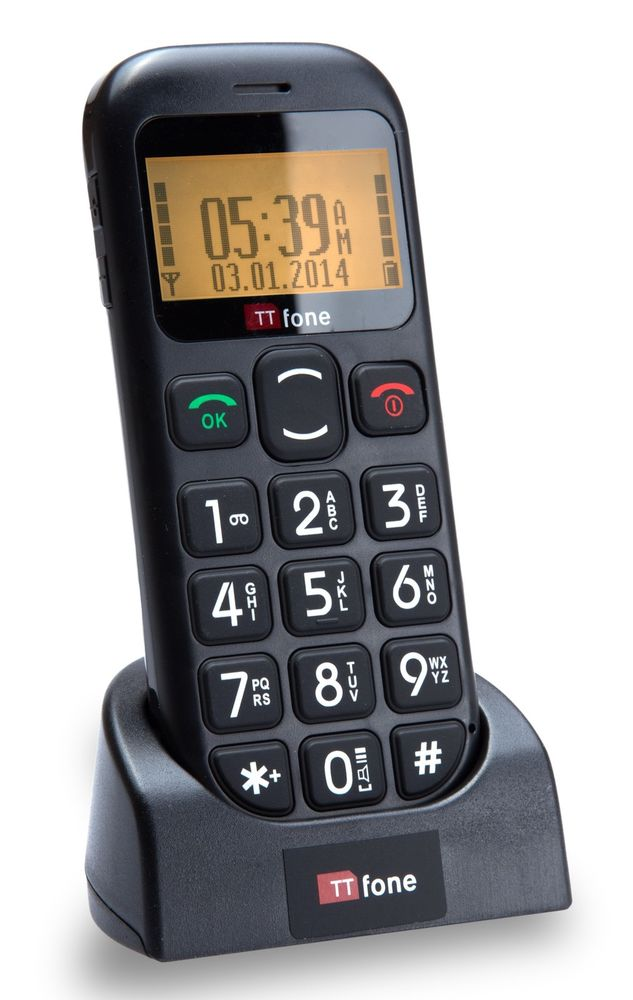 05:39 AM
03.01.2014
TT fone
OK
1 2 ABC 3 DEF
4 GHI 5 JKL 6 MNO
7 PQRS 8 TUV 9 WXYZ
*+ 0 #
TT fone